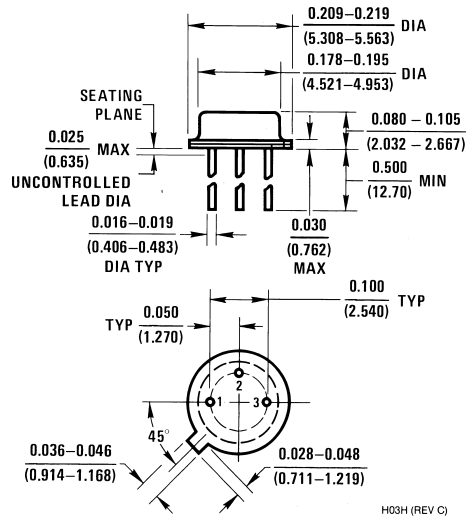 0.209–0.219
(5.308–5.563)
DIA
0.178–0.195
(4.521–4.953)
DIA
SEATING
PLANE
0.025
(0.635)
MAX
UNCONTROLLED
LEAD DIA
0.080 – 0.105
(2.032 – 2.667)
0.500
(12.70)
MIN
0.016–0.019
(0.406–0.483)
DIA TYP
0.030
(0.762)
MAX
0.100
(2.540)
TYP
TYP
0.050
(1.270)
2
1
3
45°
0.036–0.046
(0.914–1.168)
0.028–0.048
(0.711–1.219)
H03H (REV C)